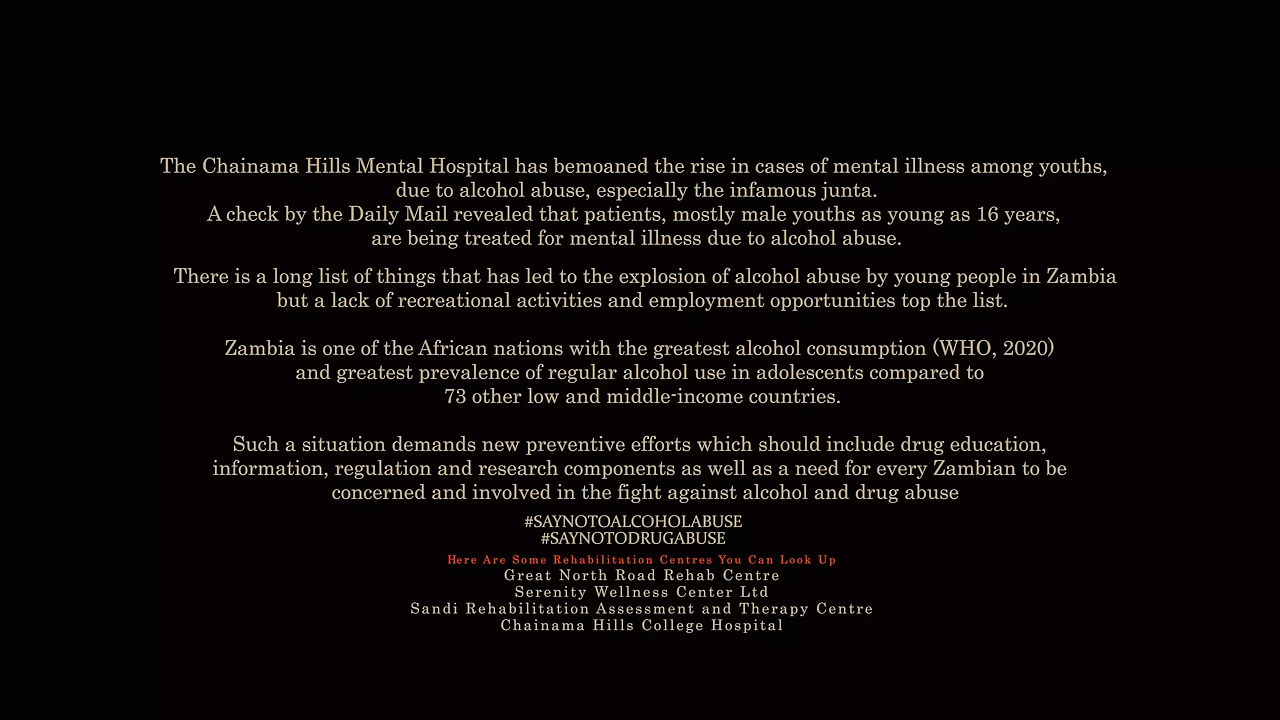 The Chainama Hills Mental Hospital has bemoaned the rise in cases of mental illness among youths,
due to alcohol abuse, especially the infamous junta.
A check by the Daily Mail revealed that patients, mostly male youths as young as 16 years,
are being treated for mental illness due to alcohol abuse.
There is a long list of things that has led to the explosion of alcohol abuse by young people in Zambia
but a lack of recreational activities and employment opportunities top the list.
Zambia is one of the African nations with the greatest alcohol consumption (WHO, 2020)
and greatest prevalence of regular alcohol use in adolescents compared to
73 other low and middle-income countries.
Such a situation demands new preventive efforts which should include drug education,
information, regulation and research components as well as a need for every Zambian to be
concerned and involved in the fight against alcohol and drug abuse
#SAYNOTOALCOHOLABUSE
#SAYNOTODRUGABUSE
Here Are Some Rehabilitation Centres You Can Look Up
Great North Road Rehab Centre
Serenity Wellness Center Ltd
Sandi Rehabilitation Assessment and Therapy Centre
Chainama Hills College Hospital